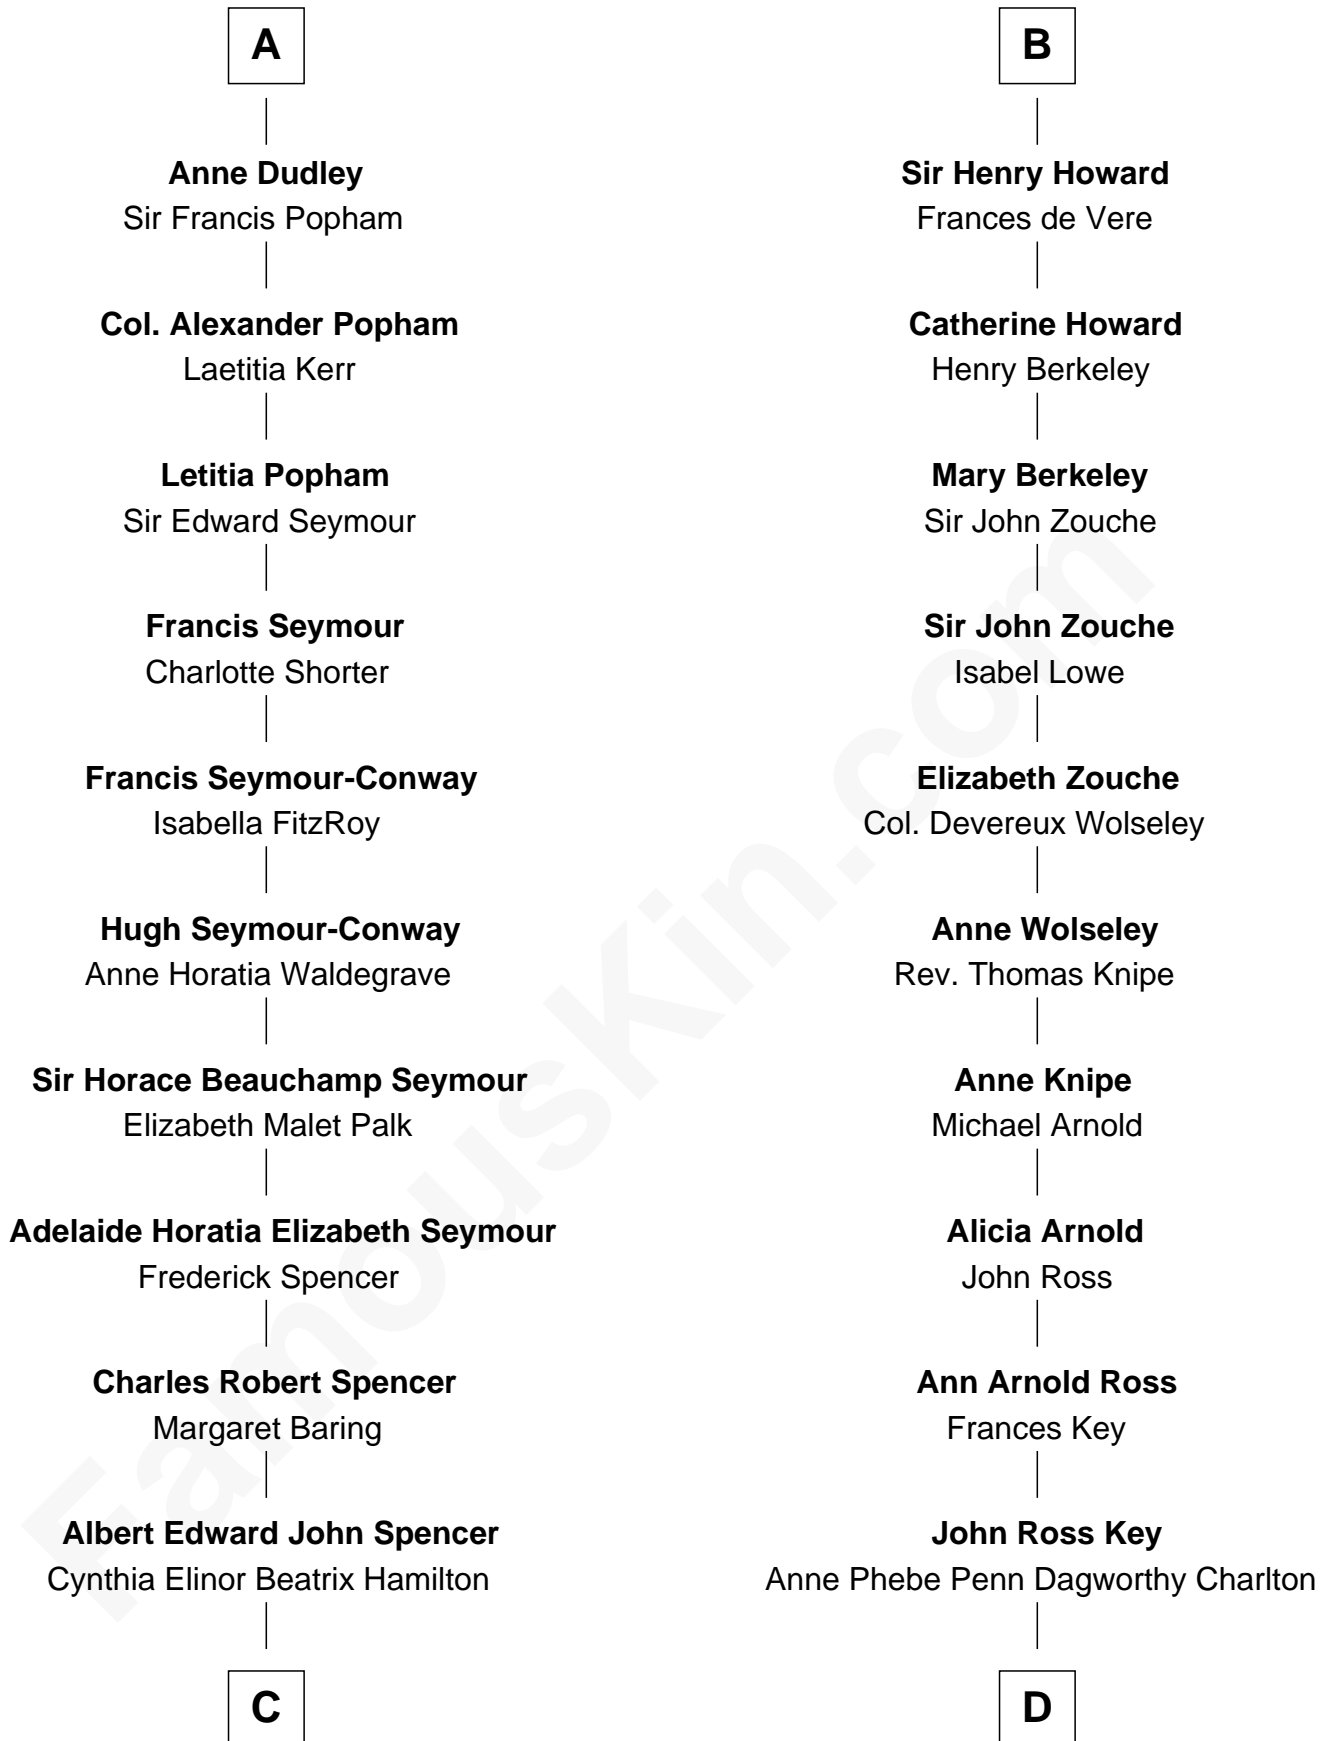 A
Anne Dudley
Sir Francis Popham
Col. Alexander Popham
Laetitia Kerr
Letitia Popham
Sir Edward Seymour
Francis Seymour
Charlotte Shorter
Francis Seymour-Conway
Isabella FitzRoy
Hugh Seymour-Conway
Anne Horatia Waldegrave
Sir Horace Beauchamp Seymour
Elizabeth Malet Palk
Adelaide Horatia Elizabeth Seymour
Frederick Spencer
Charles Robert Spencer
Margaret Baring
Albert Edward John Spencer
Cynthia Elinor Beatrix Hamilton
C
B
Sir Henry Howard
Frances de Vere
Catherine Howard
Henry Berkeley
Mary Berkeley
Sir John Zouche
Sir John Zouche
Isabel Lowe
Elizabeth Zouche
Col. Devereux Wolseley
Anne Wolseley
Rev. Thomas Knipe
Anne Knipe
Michael Arnold
Alicia Arnold
John Ross
Ann Arnold Ross
Frances Key
John Ross Key
Anne Phebe Penn Dagworthy Charlton
D
FamousKin.com